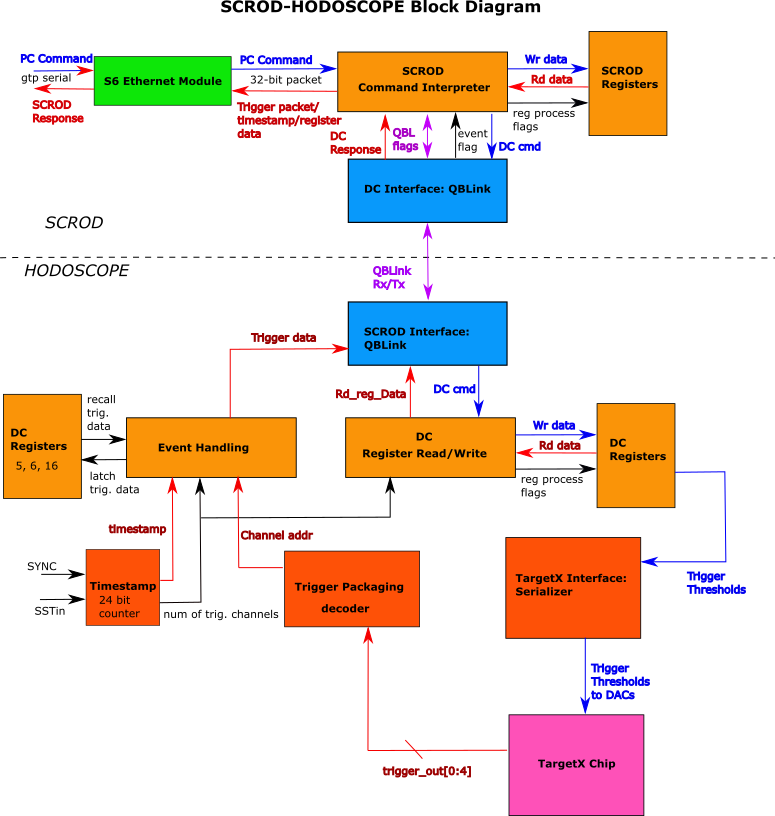 SCROD-HODOSCOPE Block Diagram
PC Command
gtp serial
SCROD
Response
S6 Ethernet Module
PC Command
32-bit packet
Trigger packet/
timestamp/register
data
SCROD
Command Interpreter
Wr data
Rd data
reg process
flags
SCROD
Registers
DC
Response
QBL
flags
event
flag
DC cmd
DC Interface: QBLink
SCROD
HODOSCOPE
QBLink
Rx/Tx
SCROD Interface:
QBLink
Trigger data
Rd_reg_Data
DC cmd
DC
Registers
5, 6, 16
recall
trig.
data
latch
trig. data
Event Handling
DC
Register Read/Write
Wr data
Rd data
reg process
flags
DC
Registers
timestamp
Channel addr
SYNC
SSTin
Timestamp
24 bit
counter
num of trig. channels
Trigger Packaging
decoder
TargetX Interface:
Serializer
Trigger
Thresholds
Trigger
Thresholds
to DACs
TargetX Chip
trigger_out[0:4]